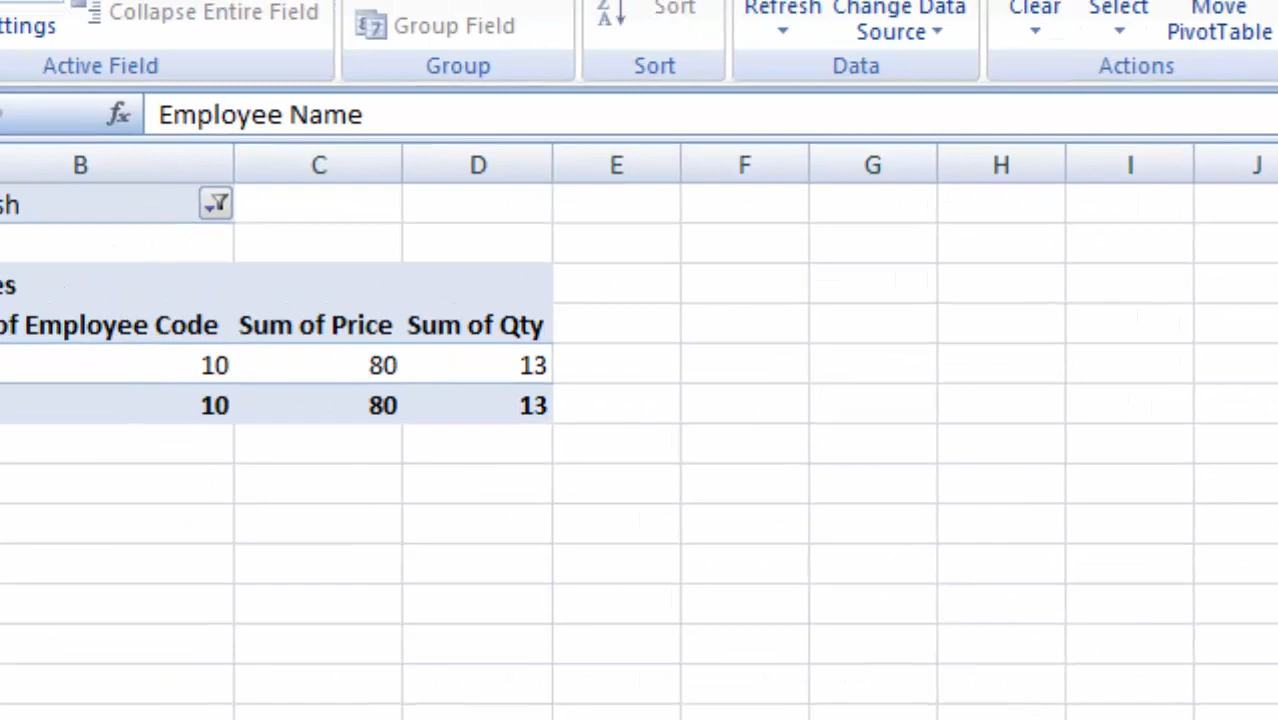 Collapse Entire Field
ttings
Active Field
Group Field
Group
Z
A
Sort
Sort
Refresh
Change Data
Source
Data
Clear
Select
Move
PivotTable
Actions
fx
Employee Name
B C D E F G H I J
sh
es
of Employee Code Sum of Price Sum of Qty
10 80 13
10 80 13